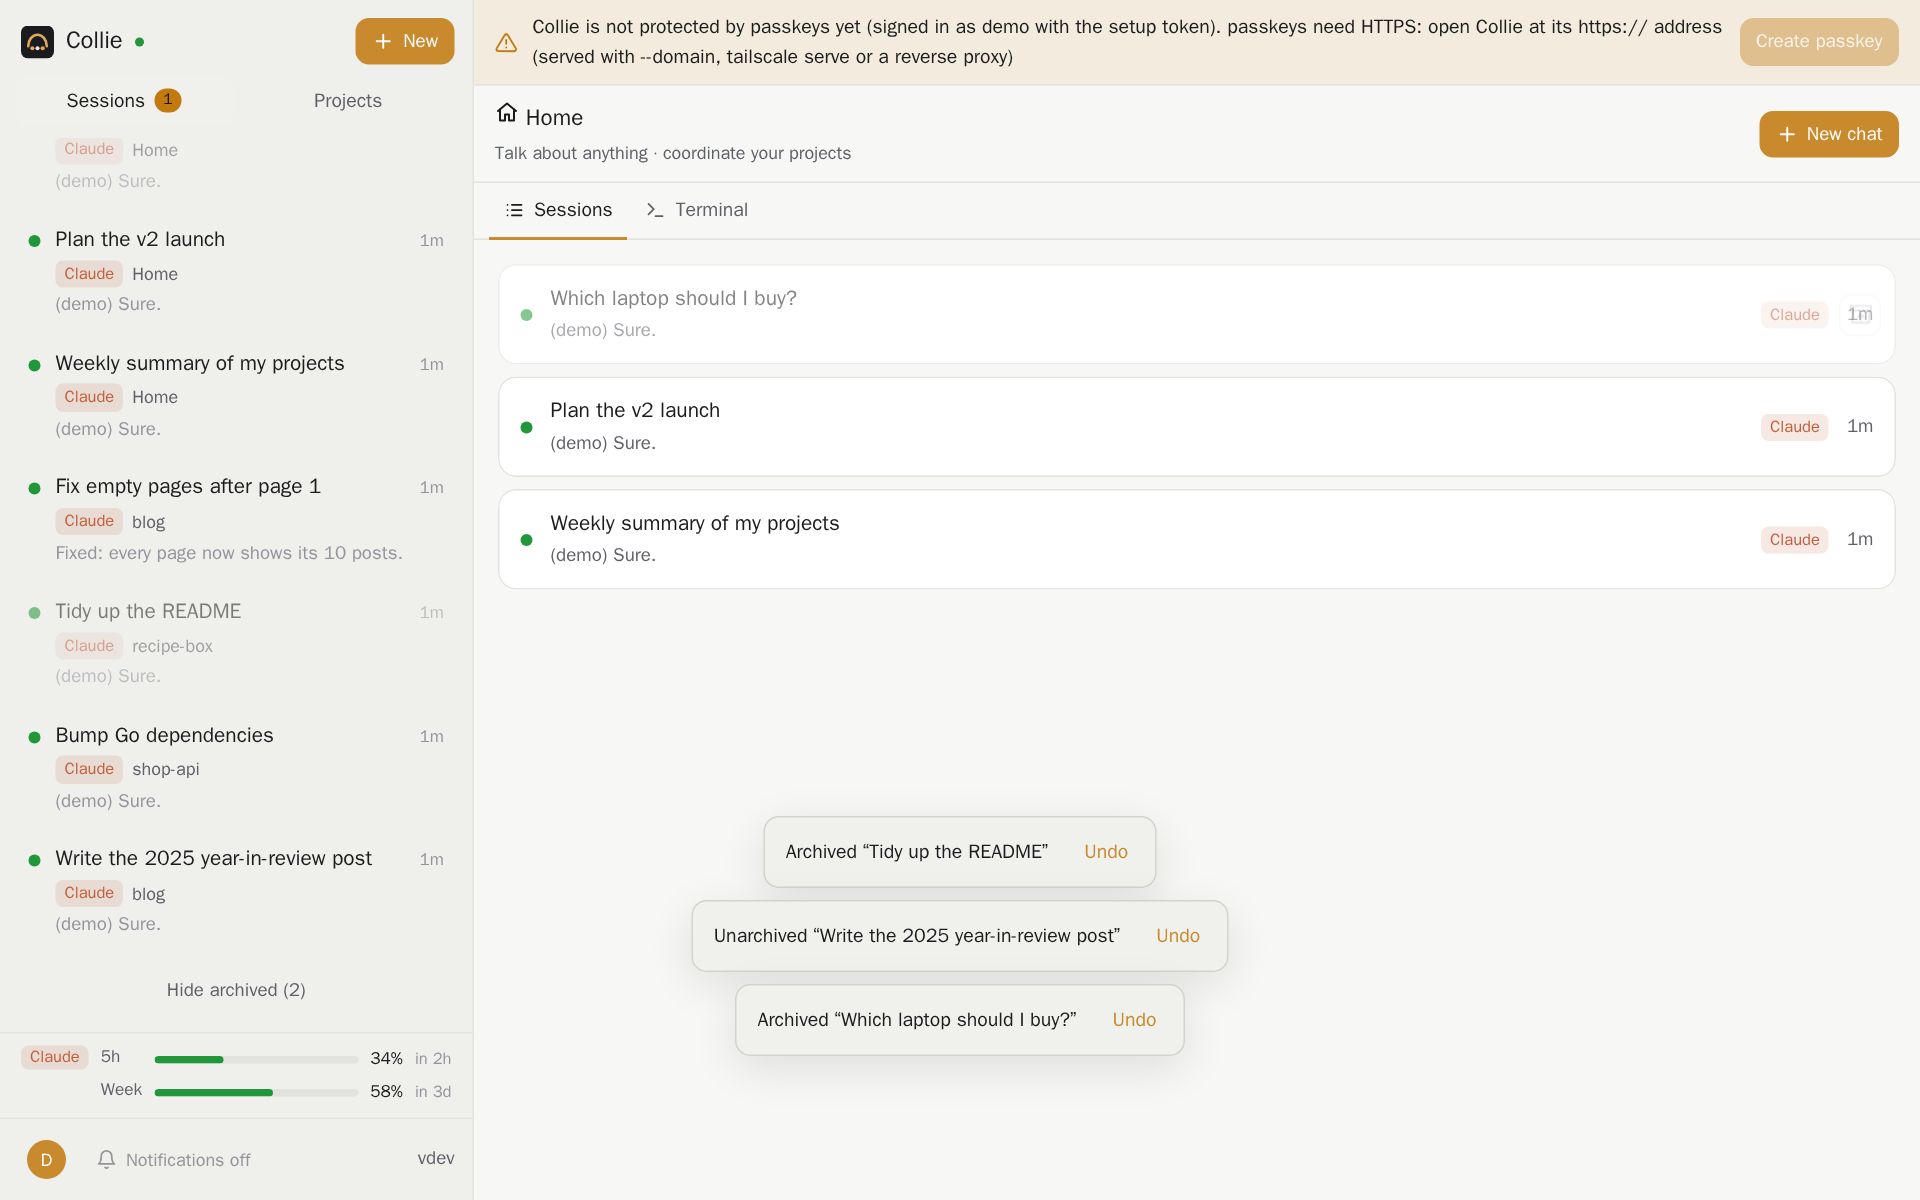 Collie
New
Sessions 1
Projects
Claude Home
(demo) Sure.
Plan the v2 launch 1m
Claude Home
(demo) Sure.
Weekly summary of my projects 1m
Claude Home
(demo) Sure.
Fix empty pages after page 1 1m
Claude blog
Fixed: every page now shows its 10 posts.
Tidy up the README 1m
Claude recipe-box
(demo) Sure.
Bump Go dependencies 1m
Claude shop-api
(demo) Sure.
Write the 2025 year-in-review post 1m
Claude blog
(demo) Sure.
Hide archived (2)
Claude 5h 34% in 2h
Week 58% in 3d
D Notifications off vdev
Collie is not protected by passkeys yet (signed in as demo with the setup token). passkeys need HTTPS: open Collie at its https:// address
(served with --domain, tailscale serve or a reverse proxy)
Create passkey
Home
Talk about anything · coordinate your projects
New chat
Sessions Terminal
Which laptop should I buy?
(demo) Sure.
Claude 1m
Plan the v2 launch
(demo) Sure.
Claude 1m
Weekly summary of my projects
(demo) Sure.
Claude 1m
Archived “Tidy up the README” Undo
Unarchived “Write the 2025 year-in-review post” Undo
Archived “Which laptop should I buy?” Undo